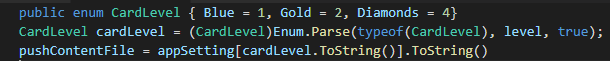 public enum CardLevel { Blue = 1, Gold = 2, Diamonds = 4}
CardLevel cardLevel = (CardLevel)Enum.Parse(typeof(CardLevel), level, true);
pushContentFile = appSetting[cardLevel.ToString()].ToString()